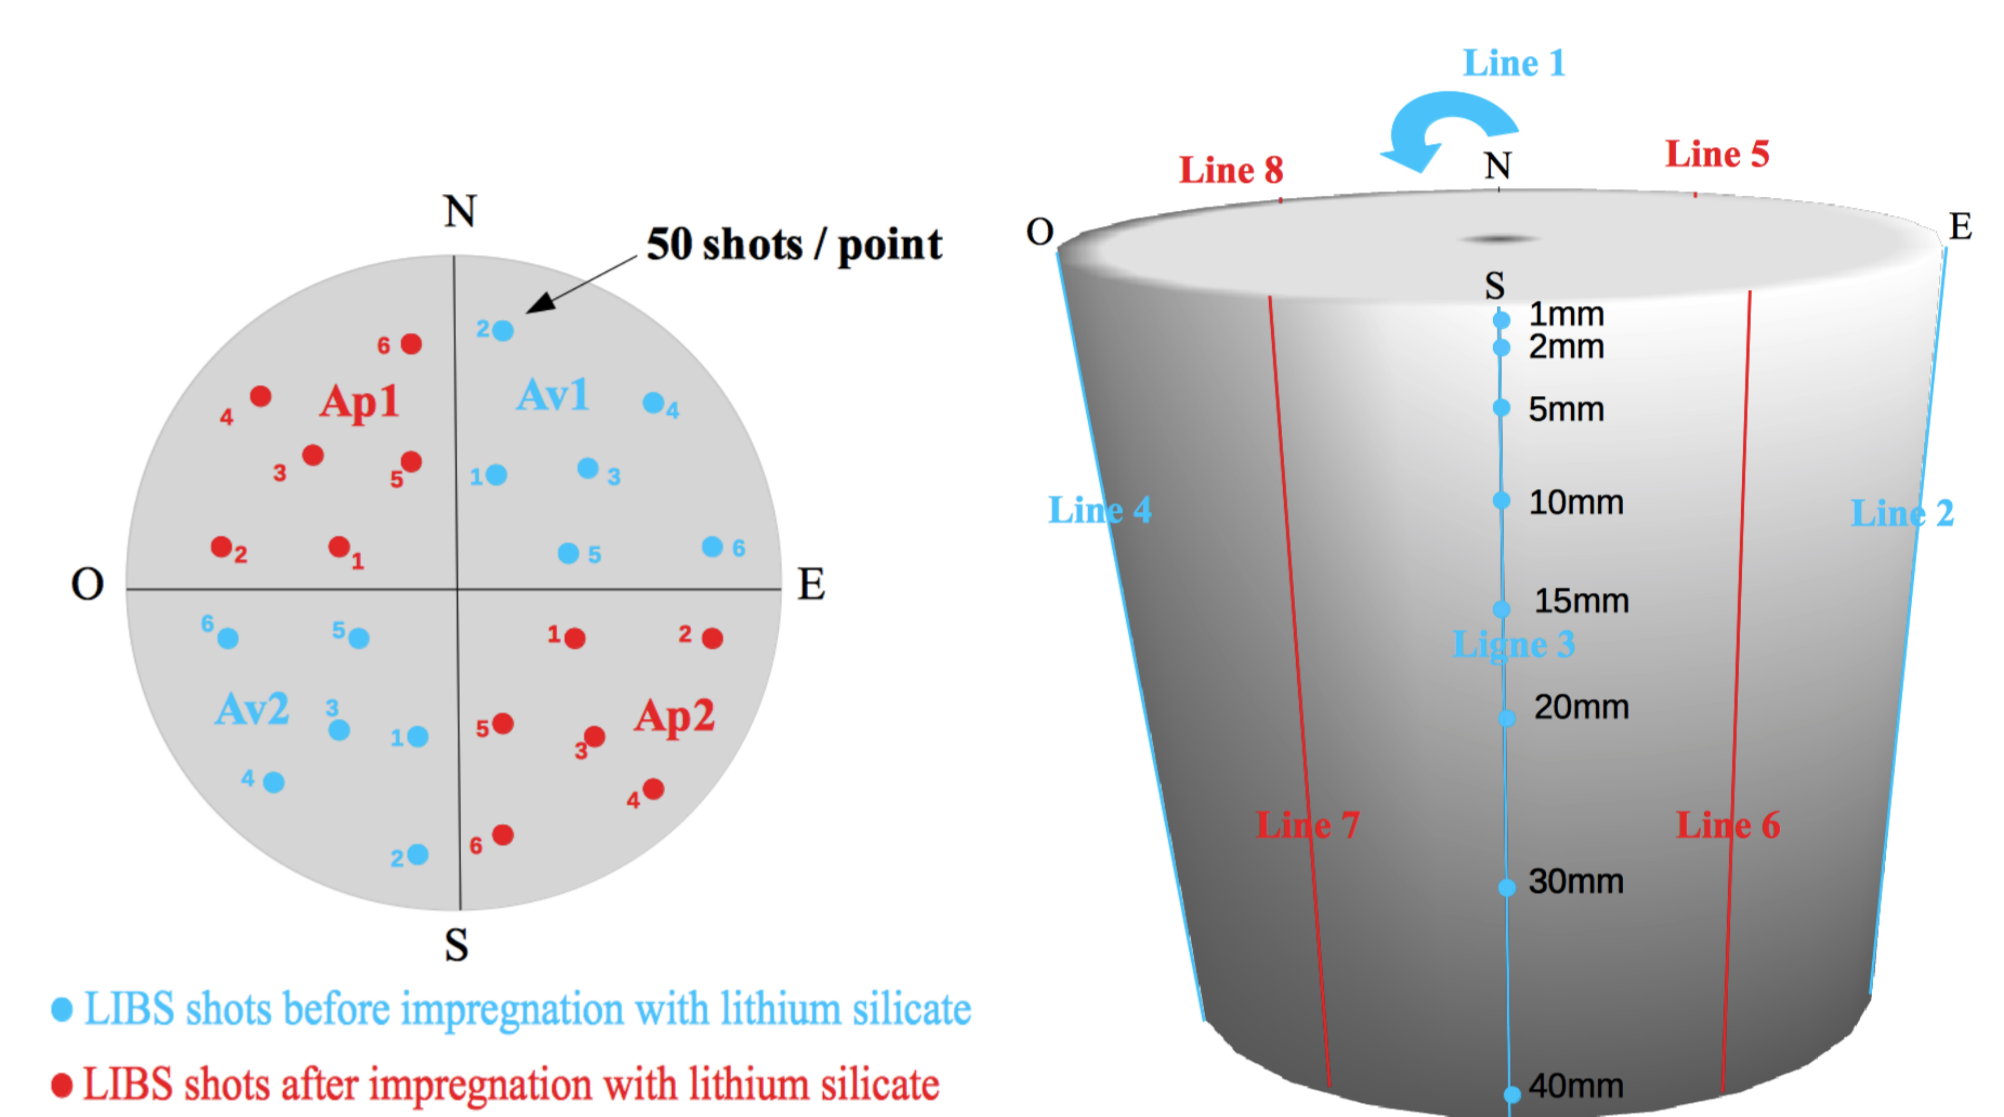 N
50 shots / point
6
2
Ap1
Av1
4
4
3
5
1
3
2
1
5
6
O
E
6
5
1
2
Av2
3
1
5
3
Ap2
4
4
2
6
S
LIBS shots before impregnation with lithium silicate
LIBS shots after impregnation with lithium silicate
Line 1
Line 8
N
Line 5
O
E
S
1mm
2mm
5mm
10mm
Line 4
Line 2
15mm
Ligne 3
20mm
Line 7
Line 6
30mm
40mm